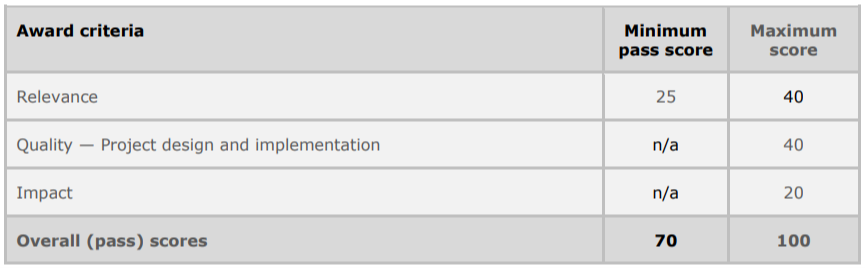 Award criteria Minimum pass score Maximum score
Relevance 25 40
Quality — Project design and implementation n/a 40
Impact n/a 20
Overall (pass) scores 70 100